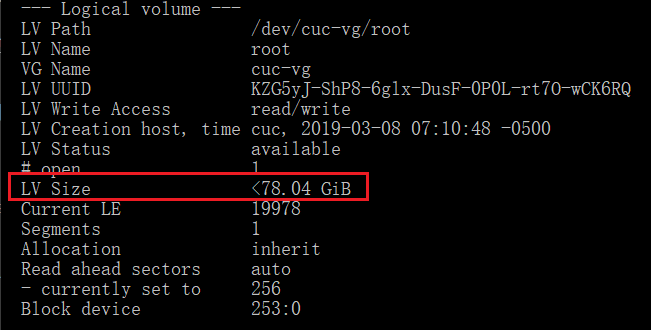 --- Logical volume ---
LV Path                /dev/cuc-vg/root
LV Name                root
VG Name                cuc-vg
LV UUID                KZG5yJ-ShP8-6glx-DusF-0P0L-rt7O-wCK6RQ
LV Write Access        read/write
LV Creation host, time cuc, 2019-03-08 07:10:48 -0500
LV Status              available
# open                 1
LV Size                <78.04 GiB
Current LE             19978
Segments               1
Allocation             inherit
Read ahead sectors     auto
- currently set to     256
Block device           253:0